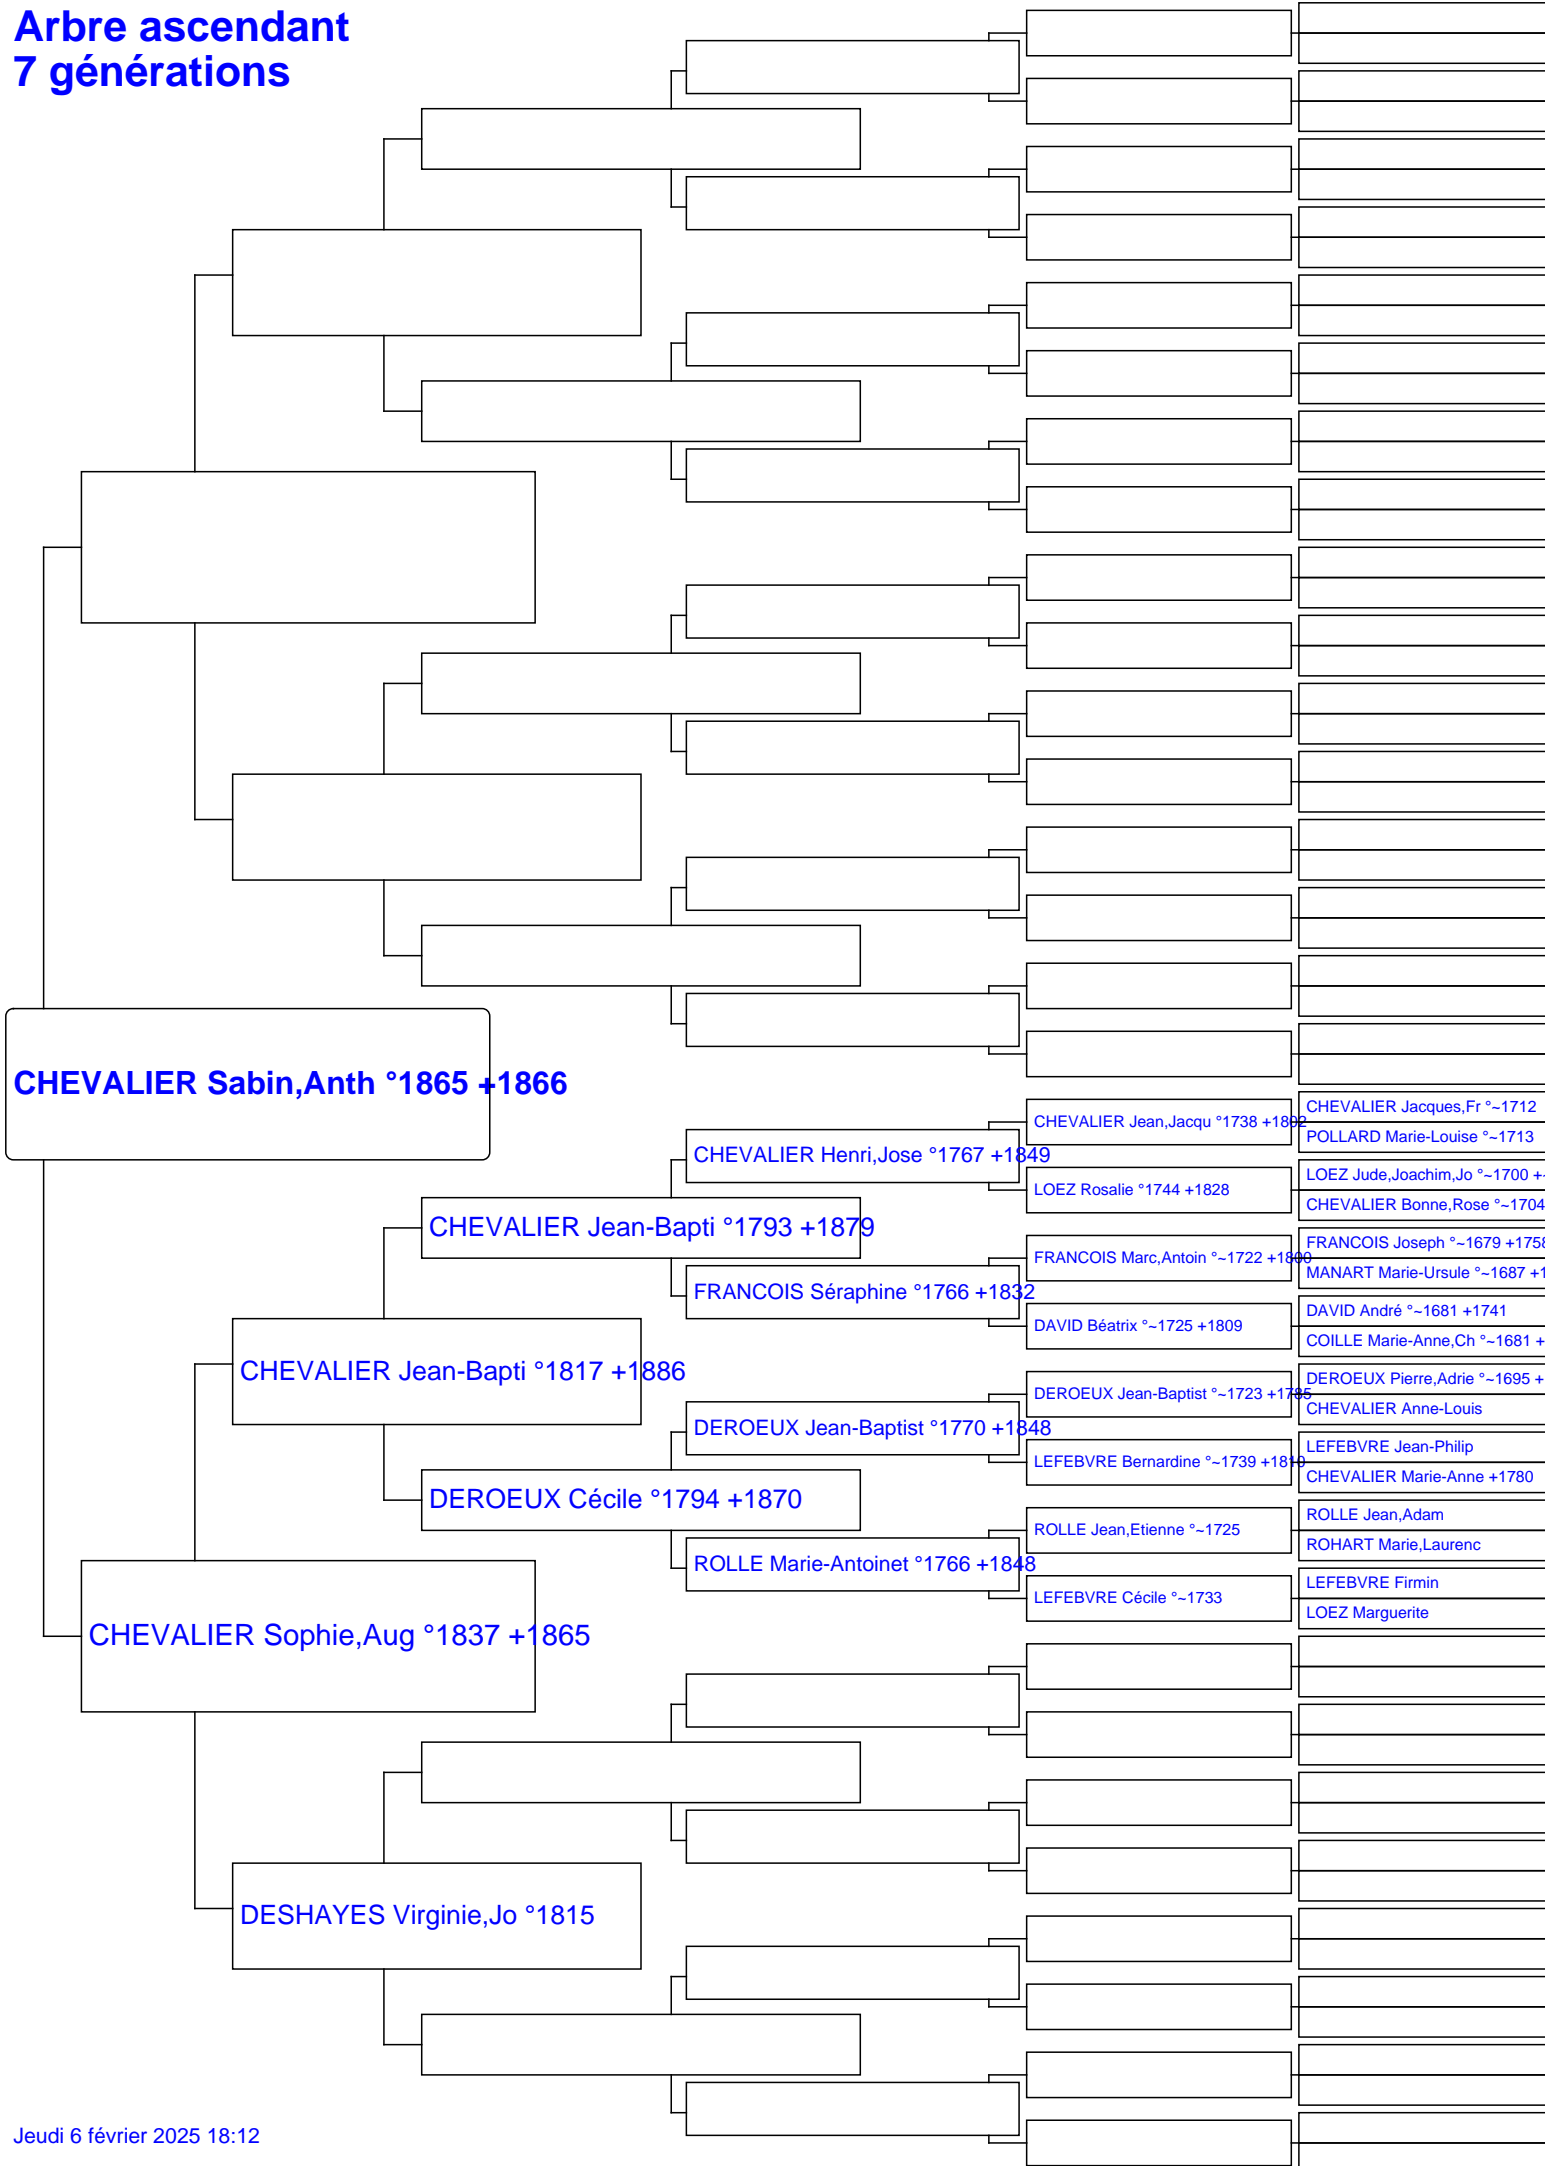 Arbre ascendant
7 générations
CHEVALIER Sabin,Anth °1865 +1866
CHEVALIER Sophie,Aug °1837 +1865
CHEVALIER Jean-Bapti °1817 +1886
DESHAYES Virginie,Jo °1815
CHEVALIER Jean-Bapti °1793 +1879
DEROEUX Cécile °1794 +1870
CHEVALIER Henri,Jose °1767 +1849
FRANCOIS Séraphine °1766 +1832
DEROEUX Jean-Baptist °1770 +1848
ROLLE Marie-Antoinet °1766 +1848
CHEVALIER Jean,Jacqu °1738 +1802
LOEZ Rosalie °1744 +1828
FRANCOIS Marc,Antoin °~1722 +1800
DAVID Béatrix °~1725 +1809
DEROEUX Jean-Baptist °~1723 +1785
LEFEBVRE Bernardine °~1739 +1810
ROLLE Jean,Etienne °~1725
LEFEBVRE Cécile °~1733
CHEVALIER Jacques,Fr °~1712
POLLARD Marie-Louise °~1713
LOEZ Jude,Joachim,Jo °~1700 +
CHEVALIER Bonne,Rose °~1704
FRANCOIS Joseph °~1679 +1758
MANART Marie-Ursule °~1687 +1
DAVID André °~1681 +1741
COILLE Marie-Anne,Ch °~1681 +
DEROEUX Pierre,Adrie °~1695 +
CHEVALIER Anne-Louis
LEFEBVRE Jean-Philip
CHEVALIER Marie-Anne +1780
ROLLE Jean,Adam
ROHART Marie,Laurenc
LEFEBVRE Firmin
LOEZ Marguerite
Jeudi 6 février 2025 18:12